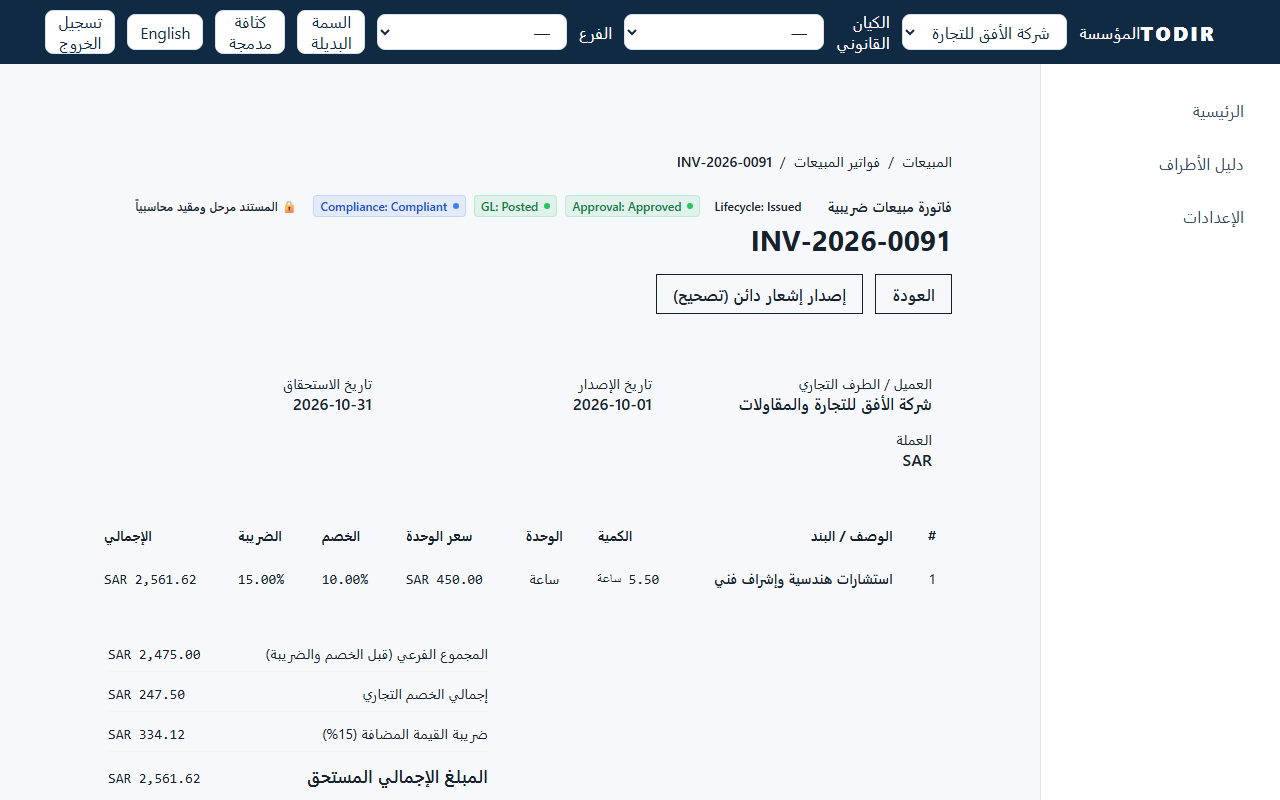 TODIR
المؤسسة
شركة الأفق للتجارة
الكيان القانوني
—
الفرع
—
السمة البديلة
كثافة مدمجة
English
تسجيل الخروج
الرئيسية
دليل الأطراف
الإعدادات
المبيعات / فواتير المبيعات / INV-2026-0091
فاتورة مبيعات ضريبية Lifecycle: Issued Approval: Approved GL: Posted Compliance: Compliant 🔒 المستند مرحل ومقيد محاسبياً
INV-2026-0091
العودة
إصدار إشعار دائن (تصحيح)
العميل / الطرف التجاري
شركة الأفق للتجارة والمقاولات
تاريخ الإصدار
2026-10-01
تاريخ الاستحقاق
2026-10-31
العملة
SAR
# الوصف / البند الكمية الوحدة سعر الوحدة الخصم الضريبة الإجمالي
1 استشارات هندسية وإشراف فني 5.50 ساعة ساعة SAR 450.00 10.00% 15.00% SAR 2,561.62
المجموع الفرعي (قبل الخصم والضريبة) SAR 2,475.00
إجمالي الخصم التجاري SAR 247.50
ضريبة القيمة المضافة (15%) SAR 334.12
المبلغ الإجمالي المستحق SAR 2,561.62